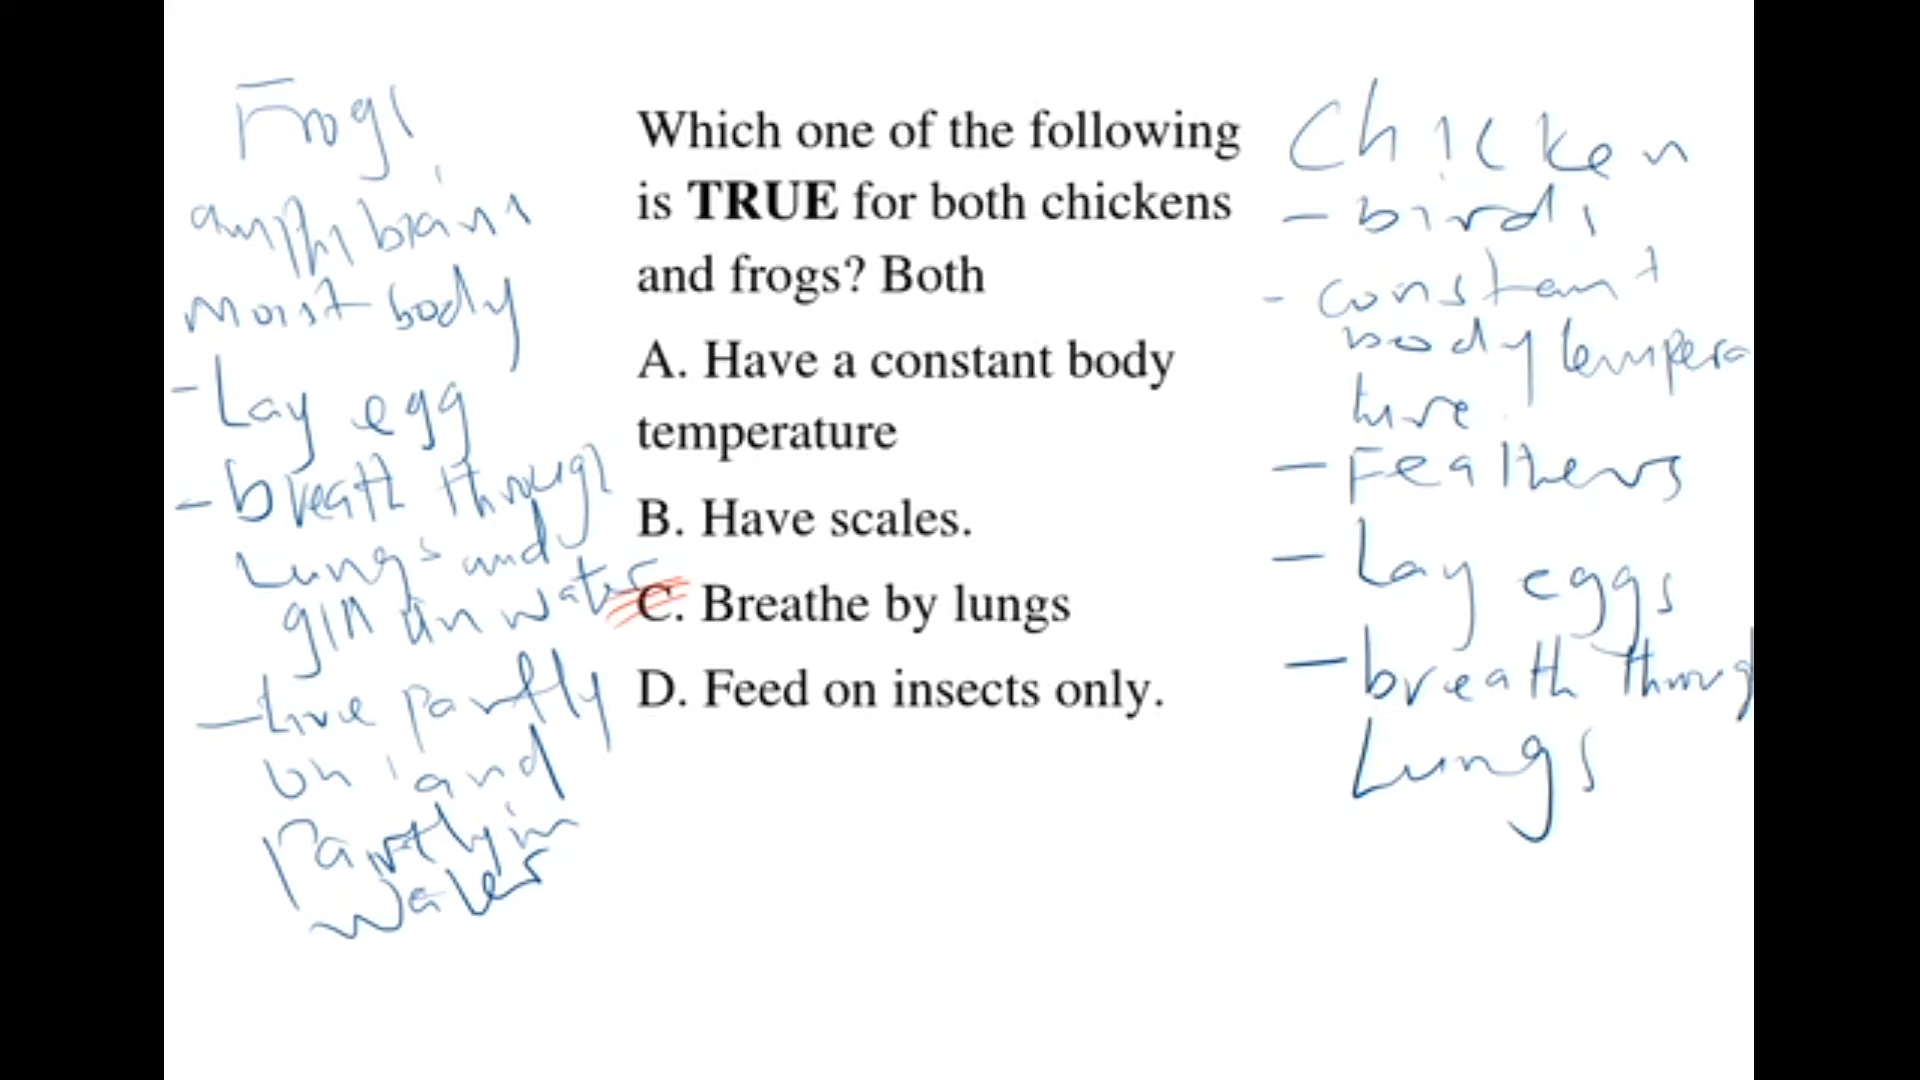 Frogs
amphibians
Moist body
- Lay egg
- breath through
Lungs and
gill in water
- Live partly
on land
Partly in
water
Which one of the following
is TRUE for both chickens
and frogs? Both
A. Have a constant body
temperature
B. Have scales.
C. Breathe by lungs
D. Feed on insects only.
Chicken
- birds
- constant
body tempera
ture.
- Feathers
- Lay eggs
- breath throug
Lungs